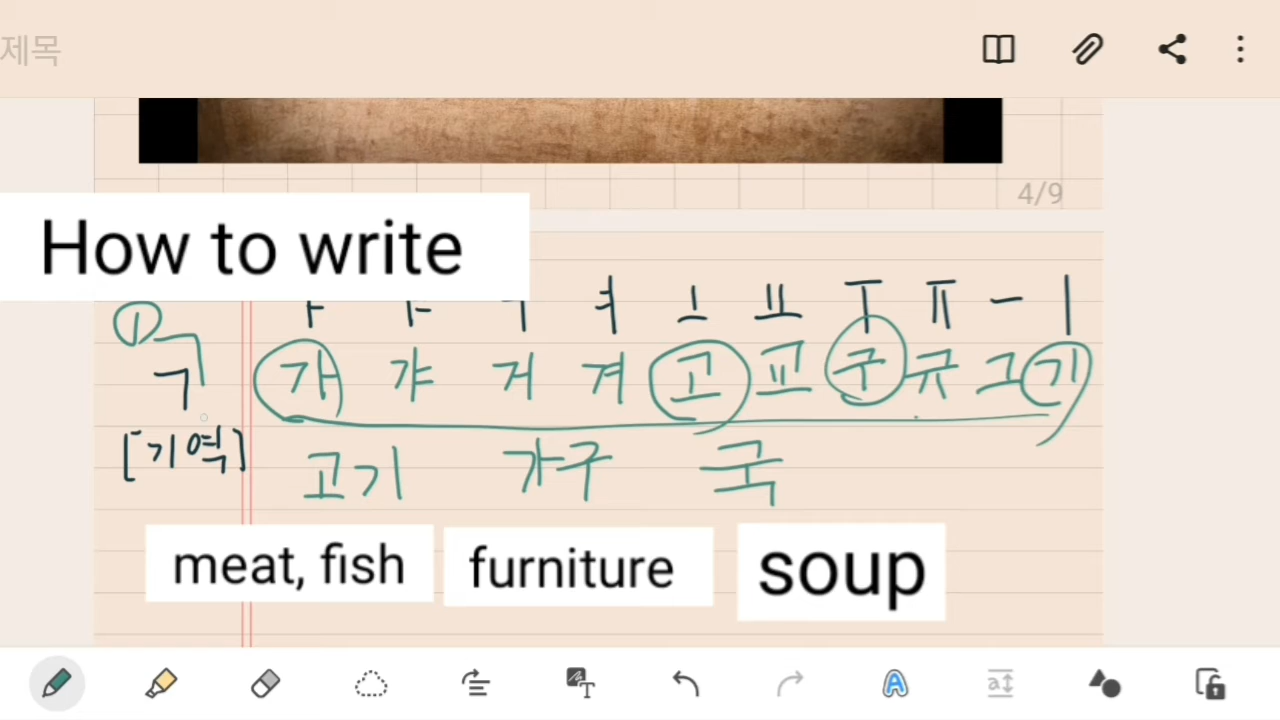 제목
4/9
How to write
ㅏ ㅑ ㅓ ㅕ ㅗ ㅛ ㅜ ㅠ ㅡ ㅣ
① ㄱ 가 갸 거 겨 고 교 구 규 그 기
[기역] 고기 가구 국
meat, fish furniture soup